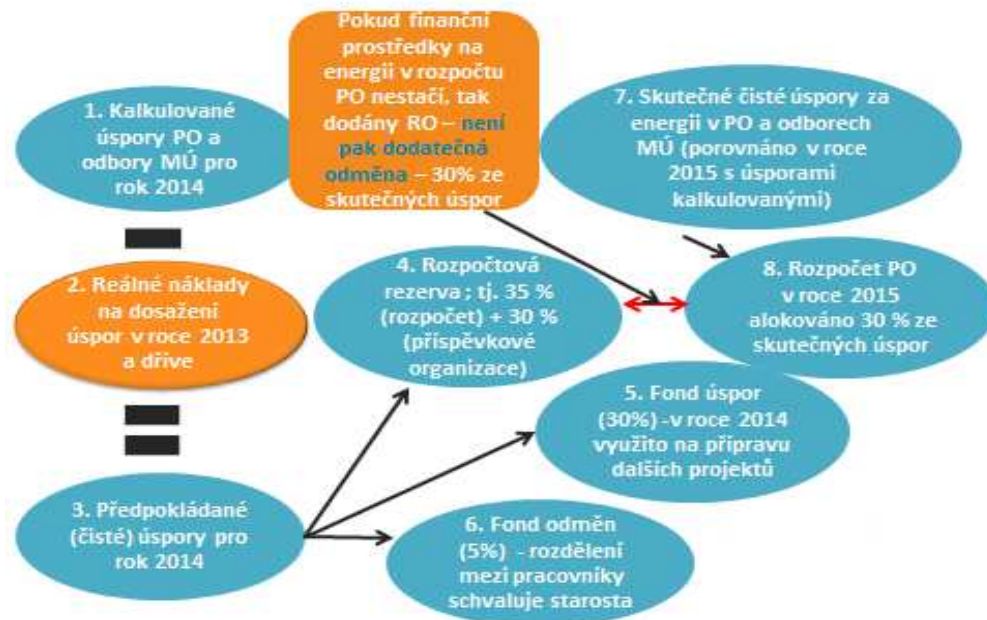 Pokud finanční
prostředky na
energii v rozpočtu
PO nestačí, tak
dodány RO – není
pak dodatečná
odměna – 30% ze
skutečných úspor
1. Kalkulované
úspory PO a
odbory MÚ pro
rok 2014
7. Skutečné čisté úspory za
energii v PO a odborech
MÚ (porovnáno v roce
2015 s úsporami
kalkulovanými)
2. Reálné náklady
na dosažení
úspor v roce 2013
a dříve
4. Rozpočtová
rezerva ; tj. 35 %
(rozpočet) + 30 %
(příspěvkové
organizace)
8. Rozpočet PO
v roce 2015
alokováno 30 % ze
skutečných úspor
5. Fond úspor
(30%) -v roce 2014
využito na přípravu
dalších projektů
3. Předpokládané
(čisté) úspory pro
rok 2014
6. Fond odměn
(5%) - rozdělení
mezi pracovníky
schvaluje starosta